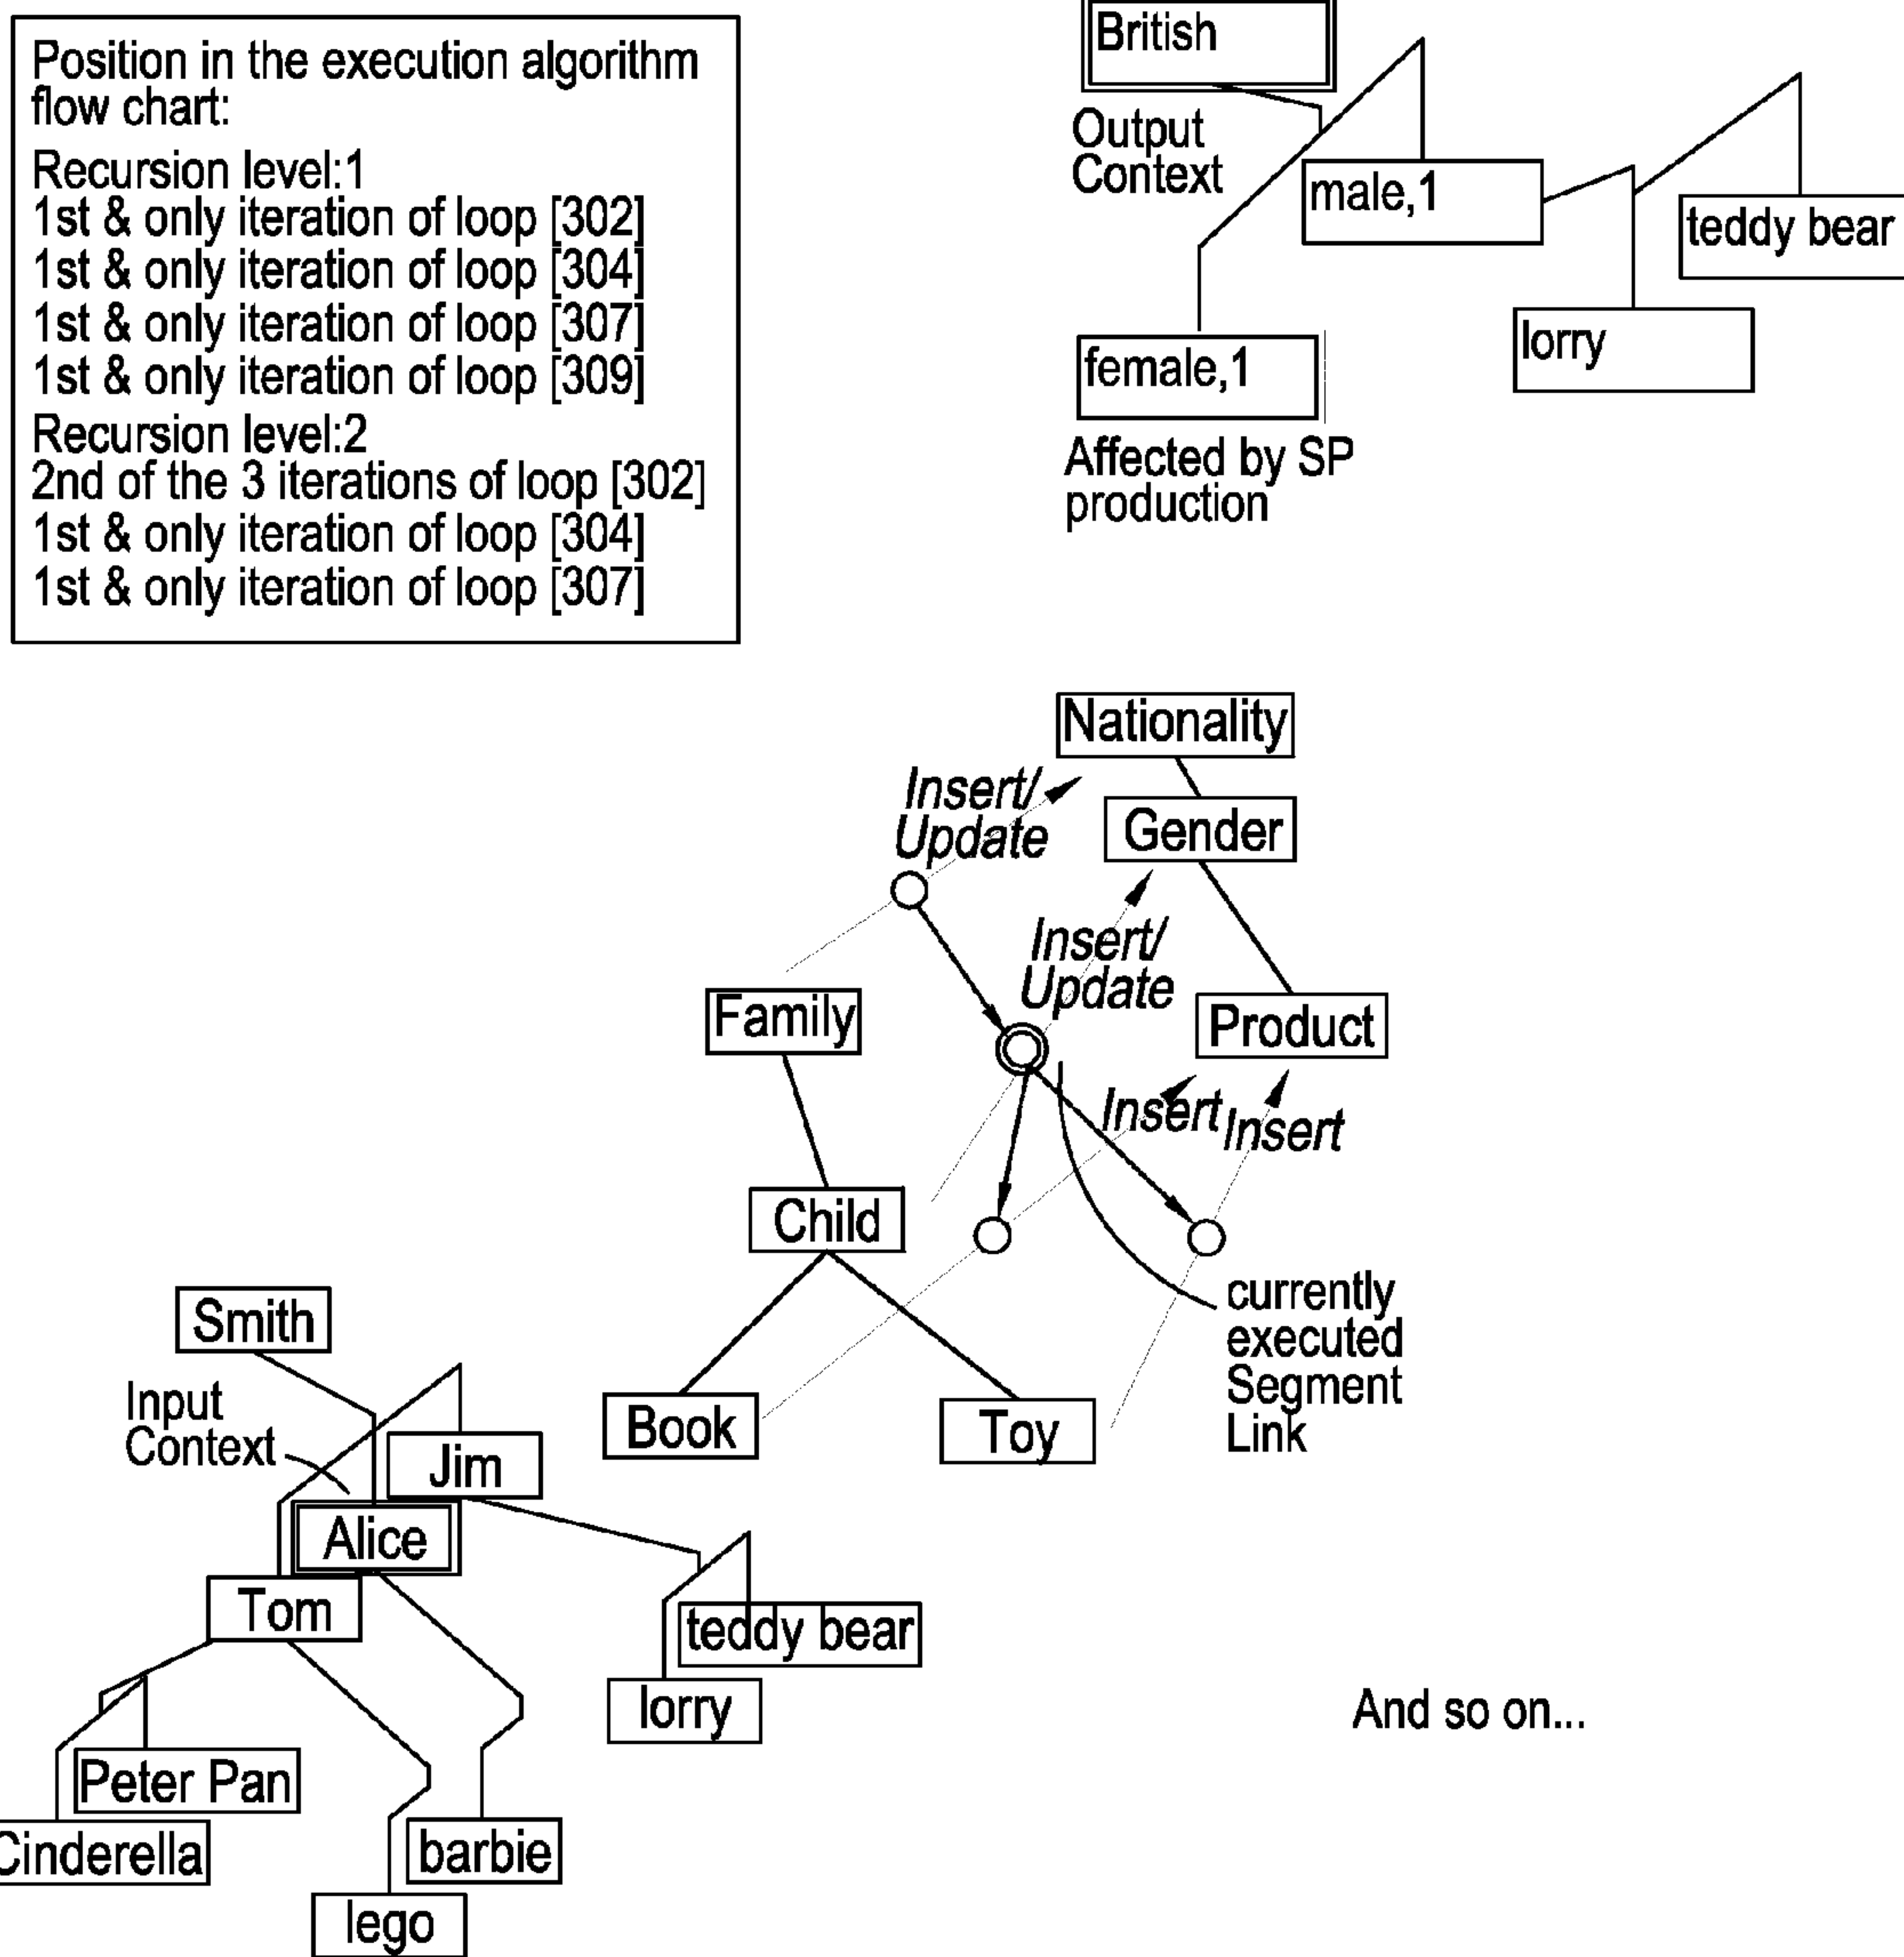 Position in the execution algorithm
flow chart:
Recursion level:1
1st & only iteration of loop [302]
1st & only iteration of loop [304]
1st & only iteration of loop [307]
1st & only iteration of loop [309]
Recursion level:2
2nd of the 3 iterations of loop [302]
1st & only iteration of loop [304]
1st & only iteration of loop [307]
British
Output
Context
male,1
teddy bear
lorry
female,1
Affected by SP
production
Nationality
Insert/
Update
Gender
Insert/
Update
Family
Product
Insert
Insert
Child
currently
executed
Segment
Link
Book
Toy
Smith
Input
Context
Jim
Alice
Tom
teddy bear
lorry
Peter Pan
Cinderella
barbie
lego
And so on...